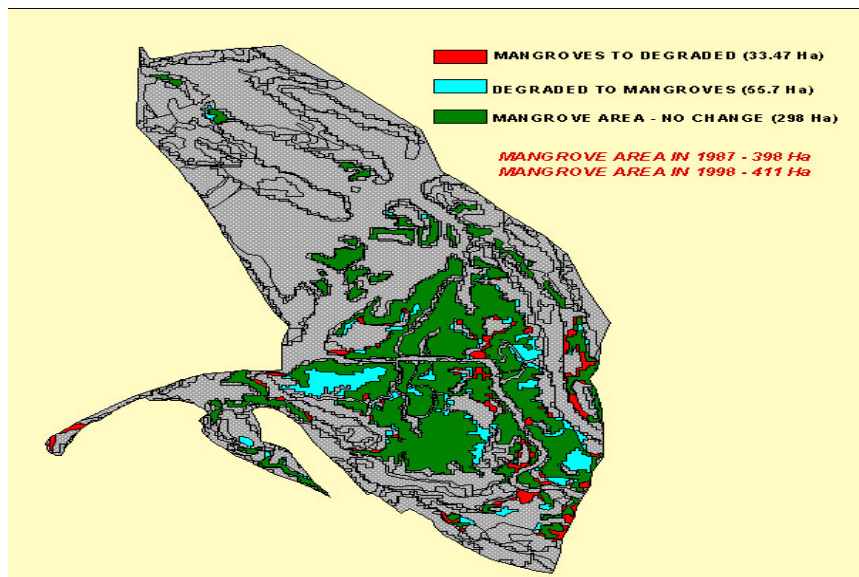 MANGROVES TO DEGRADED (33.47 Ha)
DEGRADED TO MANGROVES (55.7 Ha)
MANGROVE AREA - NO CHANGE (298 Ha)
MANGROVE AREA IN 1987 - 398 Ha
MANGROVE AREA IN 1998 - 411 Ha